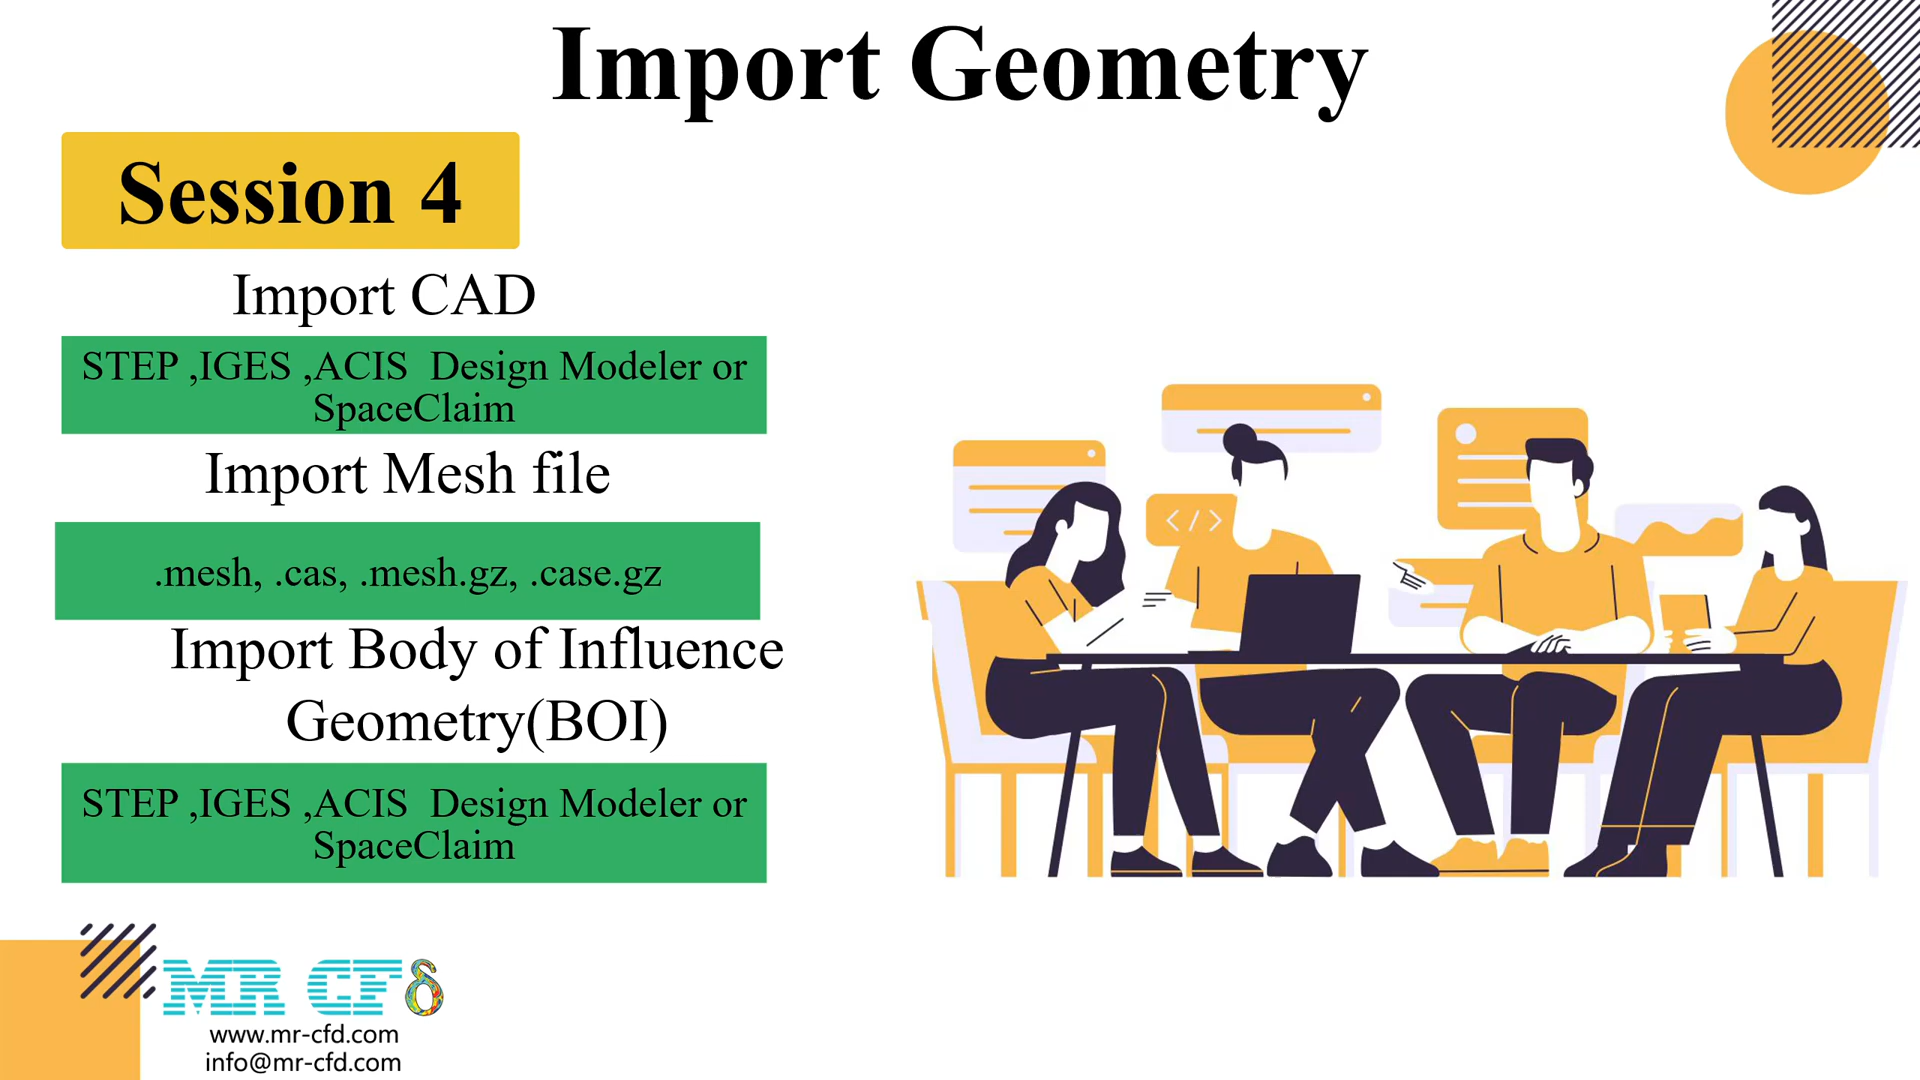 Import Geometry
Session 4
Import CAD
STEP ,IGES ,ACIS  Design Modeler or
SpaceClaim
Import Mesh file
.mesh, .cas, .mesh.gz, .case.gz
Import Body of Influence
Geometry(BOI)
STEP ,IGES ,ACIS  Design Modeler or
SpaceClaim
</>
MR CFδ
www.mr-cfd.com
info@mr-cfd.com